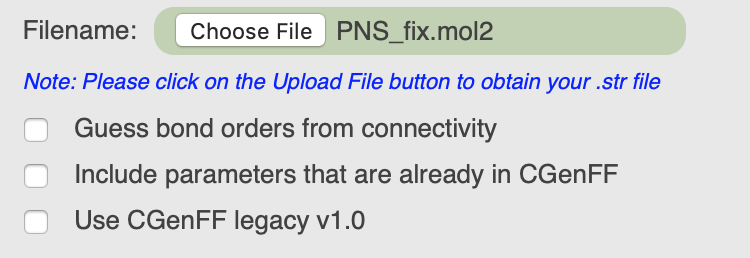 Filename: Choose File PNS_fix.mol2
Note: Please click on the Upload File button to obtain your .str file
Guess bond orders from connectivity
Include parameters that are already in CGenFF
Use CGenFF legacy v1.0